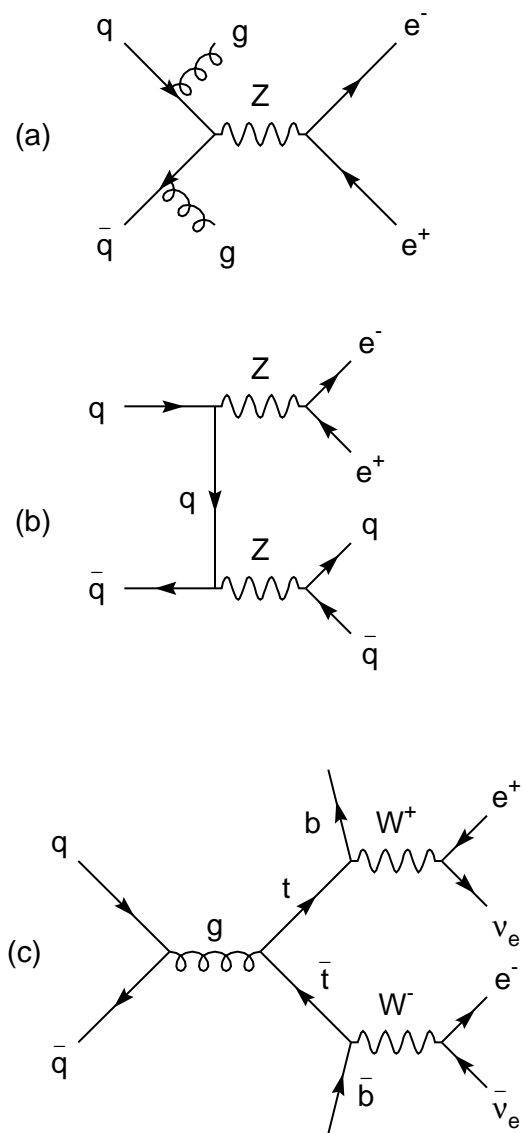 q
g
e⁻
Z
(a)
q̄
g
e⁺
e⁻
Z
q
e⁺
q
(b)
Z
q
q̄
q̄
e⁺
b
W⁺
q
t
g
νₑ
(c)
t̄
e⁻
W⁻
q̄
b̄
ν̄ₑ